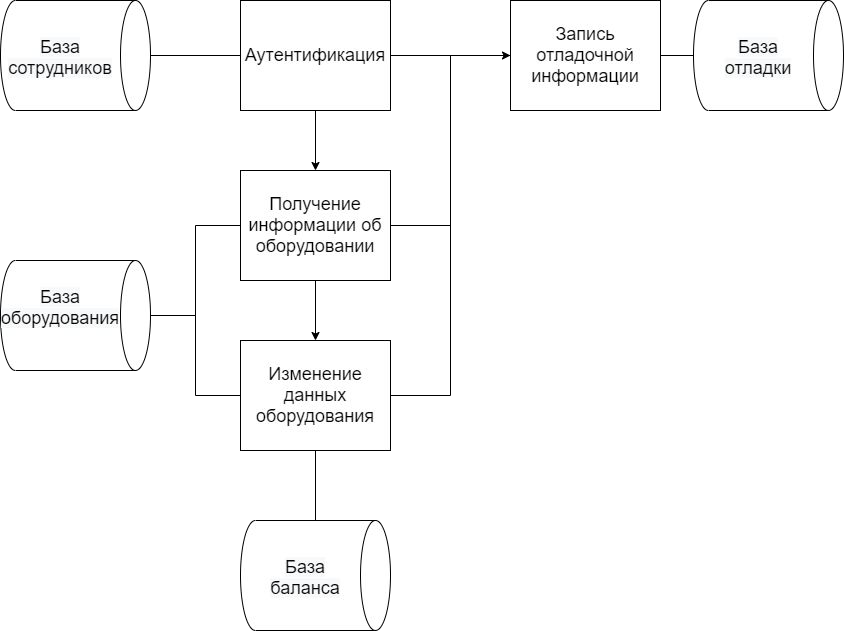 База
сотрудников
Аутентификация
Запись
отладочной
информации
База
отладки
Получение
информации об
оборудовании
База
оборудования
Изменение
данных
оборудования
База
баланса